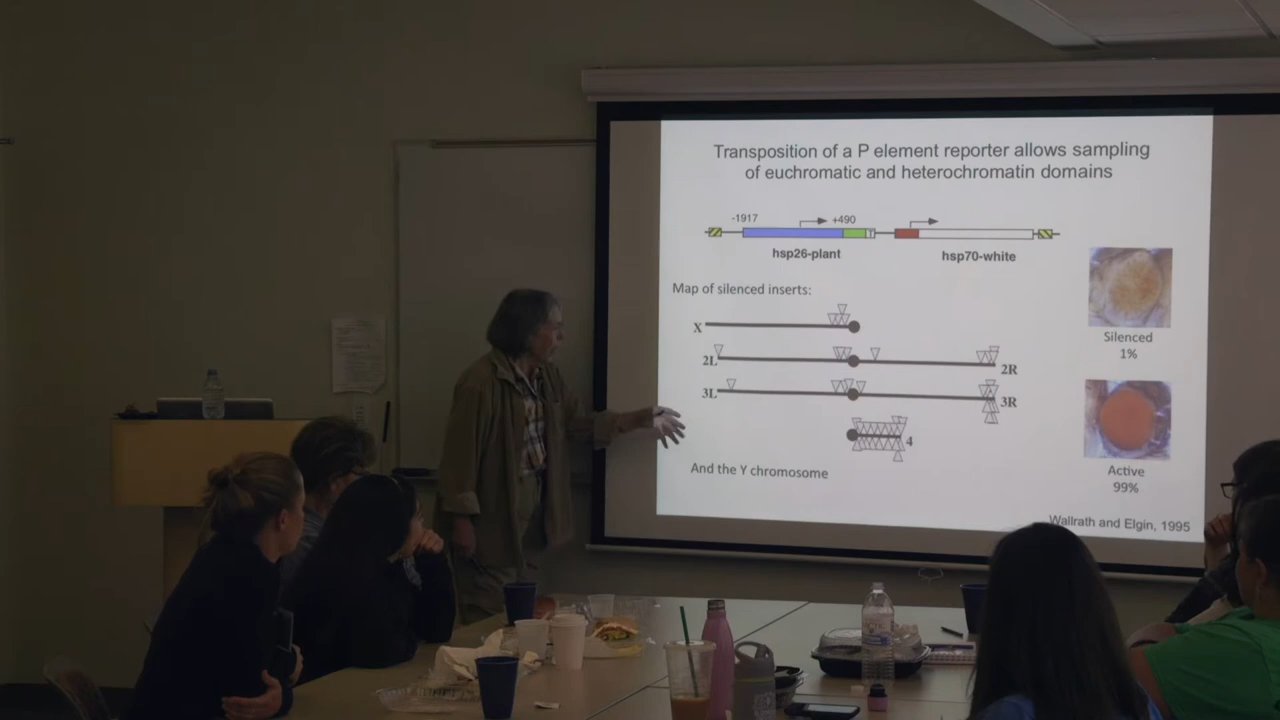 Transposition of a P element reporter allows sampling
of euchromatic and heterochromatin domains
-1917
+490
T
hsp26-plant
hsp70-white
Map of silenced inserts:
X
2L
2R
3L
3R
4
And the Y chromosome
Silenced
1%
Active
99%
Wallrath and Elgin, 1995